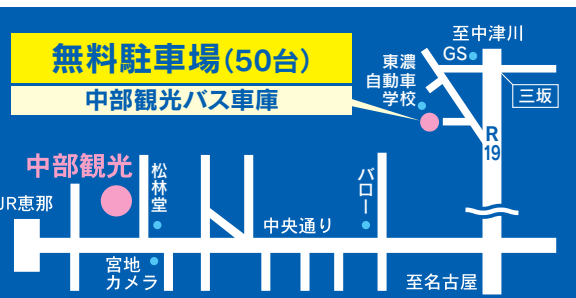 無料駐車場(50台)
中部観光バス車庫
至中津川
GS
東濃
自動車
学校
三坂
R
19
中部観光
JR恵那
松林堂
宮地
カメラ
中央通り
バロー
至名古屋